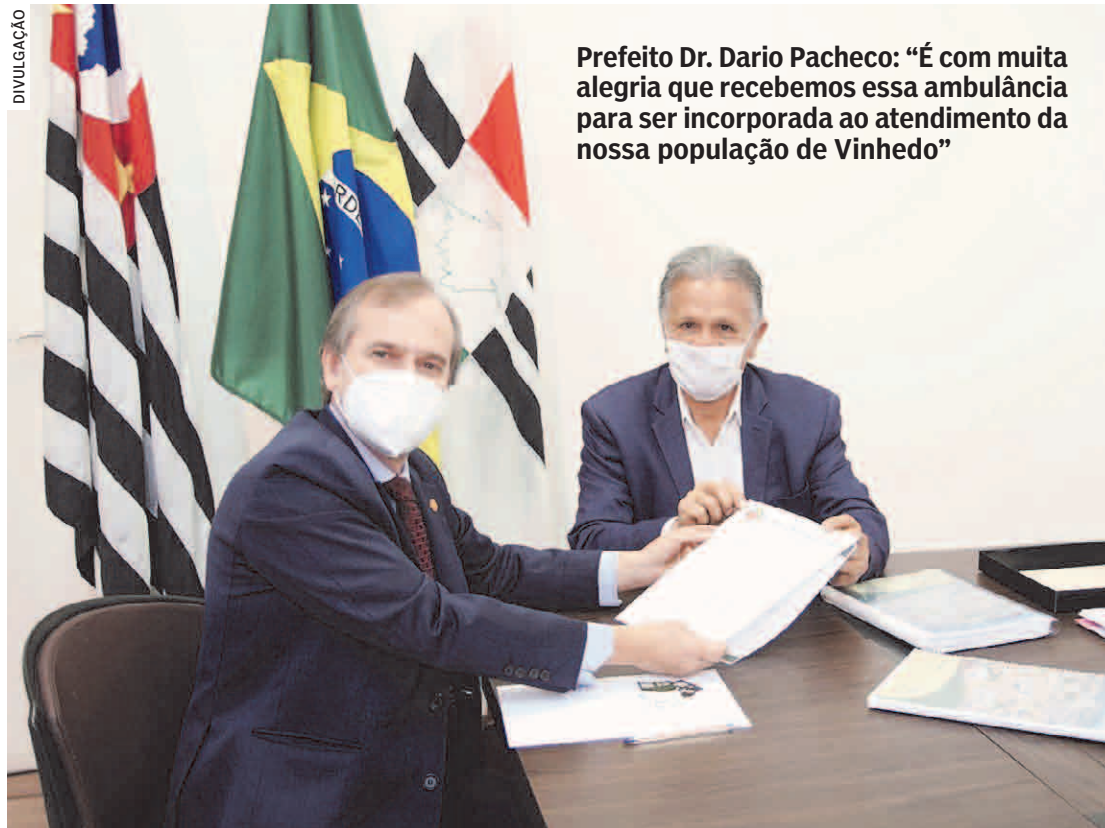 DIVULGAÇÃO
Prefeito Dr. Dario Pacheco: “É com muita
alegria que recebemos essa ambulância
para ser incorporada ao atendimento da
nossa população de Vinhedo”
RDE